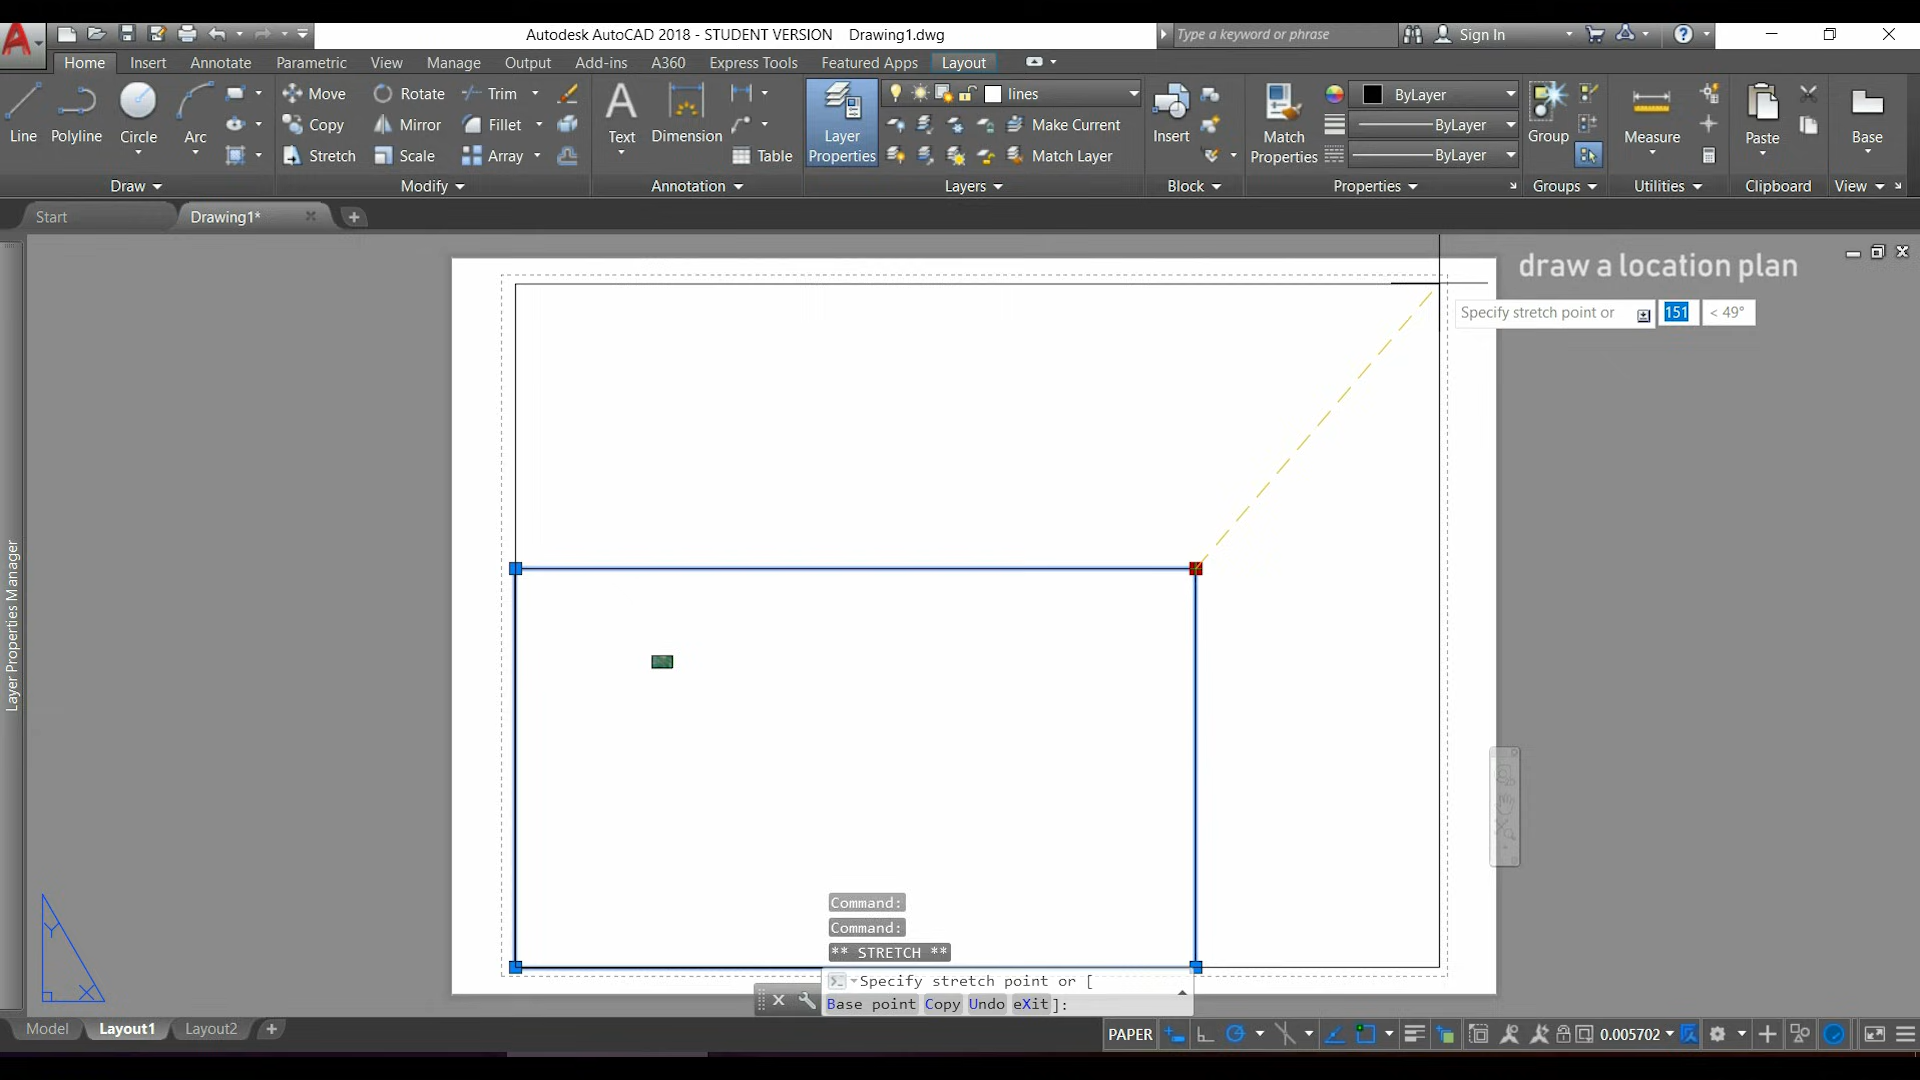 Autodesk AutoCAD 2018 - STUDENT VERSION Drawing1.dwg
Type a keyword or phrase
Sign In
Home Insert Annotate Parametric View Manage Output Add-ins A360 Express Tools Featured Apps Layout
Line Polyline Circle Arc
Move Rotate Trim
Copy Mirror Fillet
Stretch Scale Array
Text Dimension Table
Layer Properties
lines
Make Current
Match Layer
Insert
Match Properties
ByLayer
ByLayer
ByLayer
Group Measure Paste Base
Draw Modify Annotation Layers Block Properties Groups Utilities Clipboard View
Start Drawing1*
draw a location plan
Specify stretch point or 151 < 49°
Layer Properties Manager
Y
X
Command:
Command:
** STRETCH **
Specify stretch point or [
Base point Copy Undo eXit]:
Model Layout1 Layout2
PAPER 0.005702